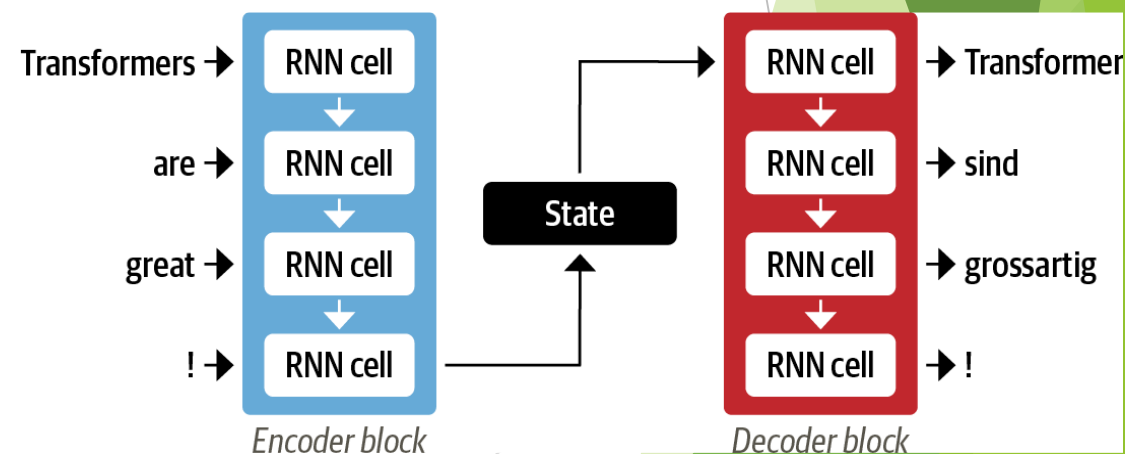 Transformers RNN cell RNN cell Transformer
are RNN cell RNN cell sind
State
great RNN cell RNN cell grossartig
! RNN cell RNN cell !
Encoder block Decoder block